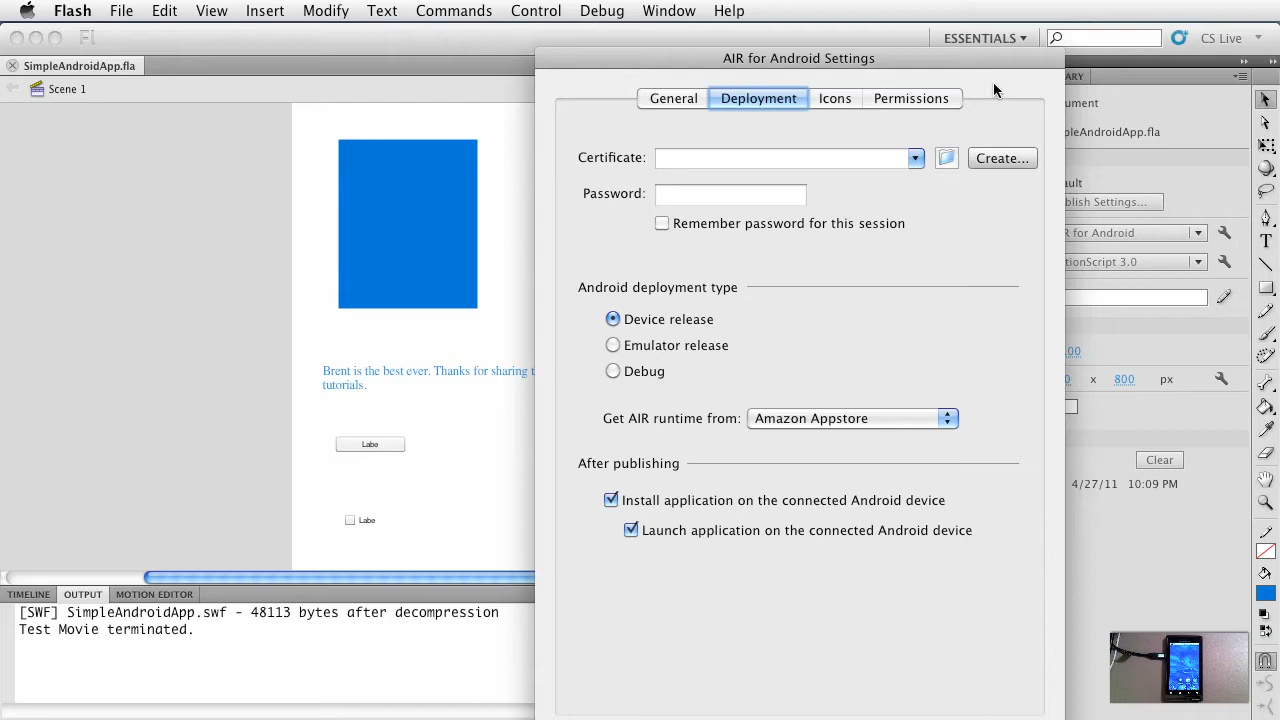 Flash File Edit View Insert Modify Text Commands Control Debug Window Help
Fl ESSENTIALS CS Live
SimpleAndroidApp.fla
AIR for Android Settings
Scene 1
General Deployment Icons Permissions
Certificate: Create...
Password:
Remember password for this session
Android deployment type
Device release
Emulator release
Debug
Get AIR runtime from: Amazon Appstore
After publishing
Install application on the connected Android device
Launch application on the connected Android device
Brent is the best ever. Thanks for sharing t
tutorials.
Labe
Labe
RARY
ument
pleAndroidApp.fla
ault
blish Settings...
R for Android
tionScript 3.0
.00
0 x 800 px
Clear
4/27/11 10:09 PM
TIMELINE OUTPUT MOTION EDITOR
[SWF] SimpleAndroidApp.swf - 48113 bytes after decompression
Test Movie terminated.